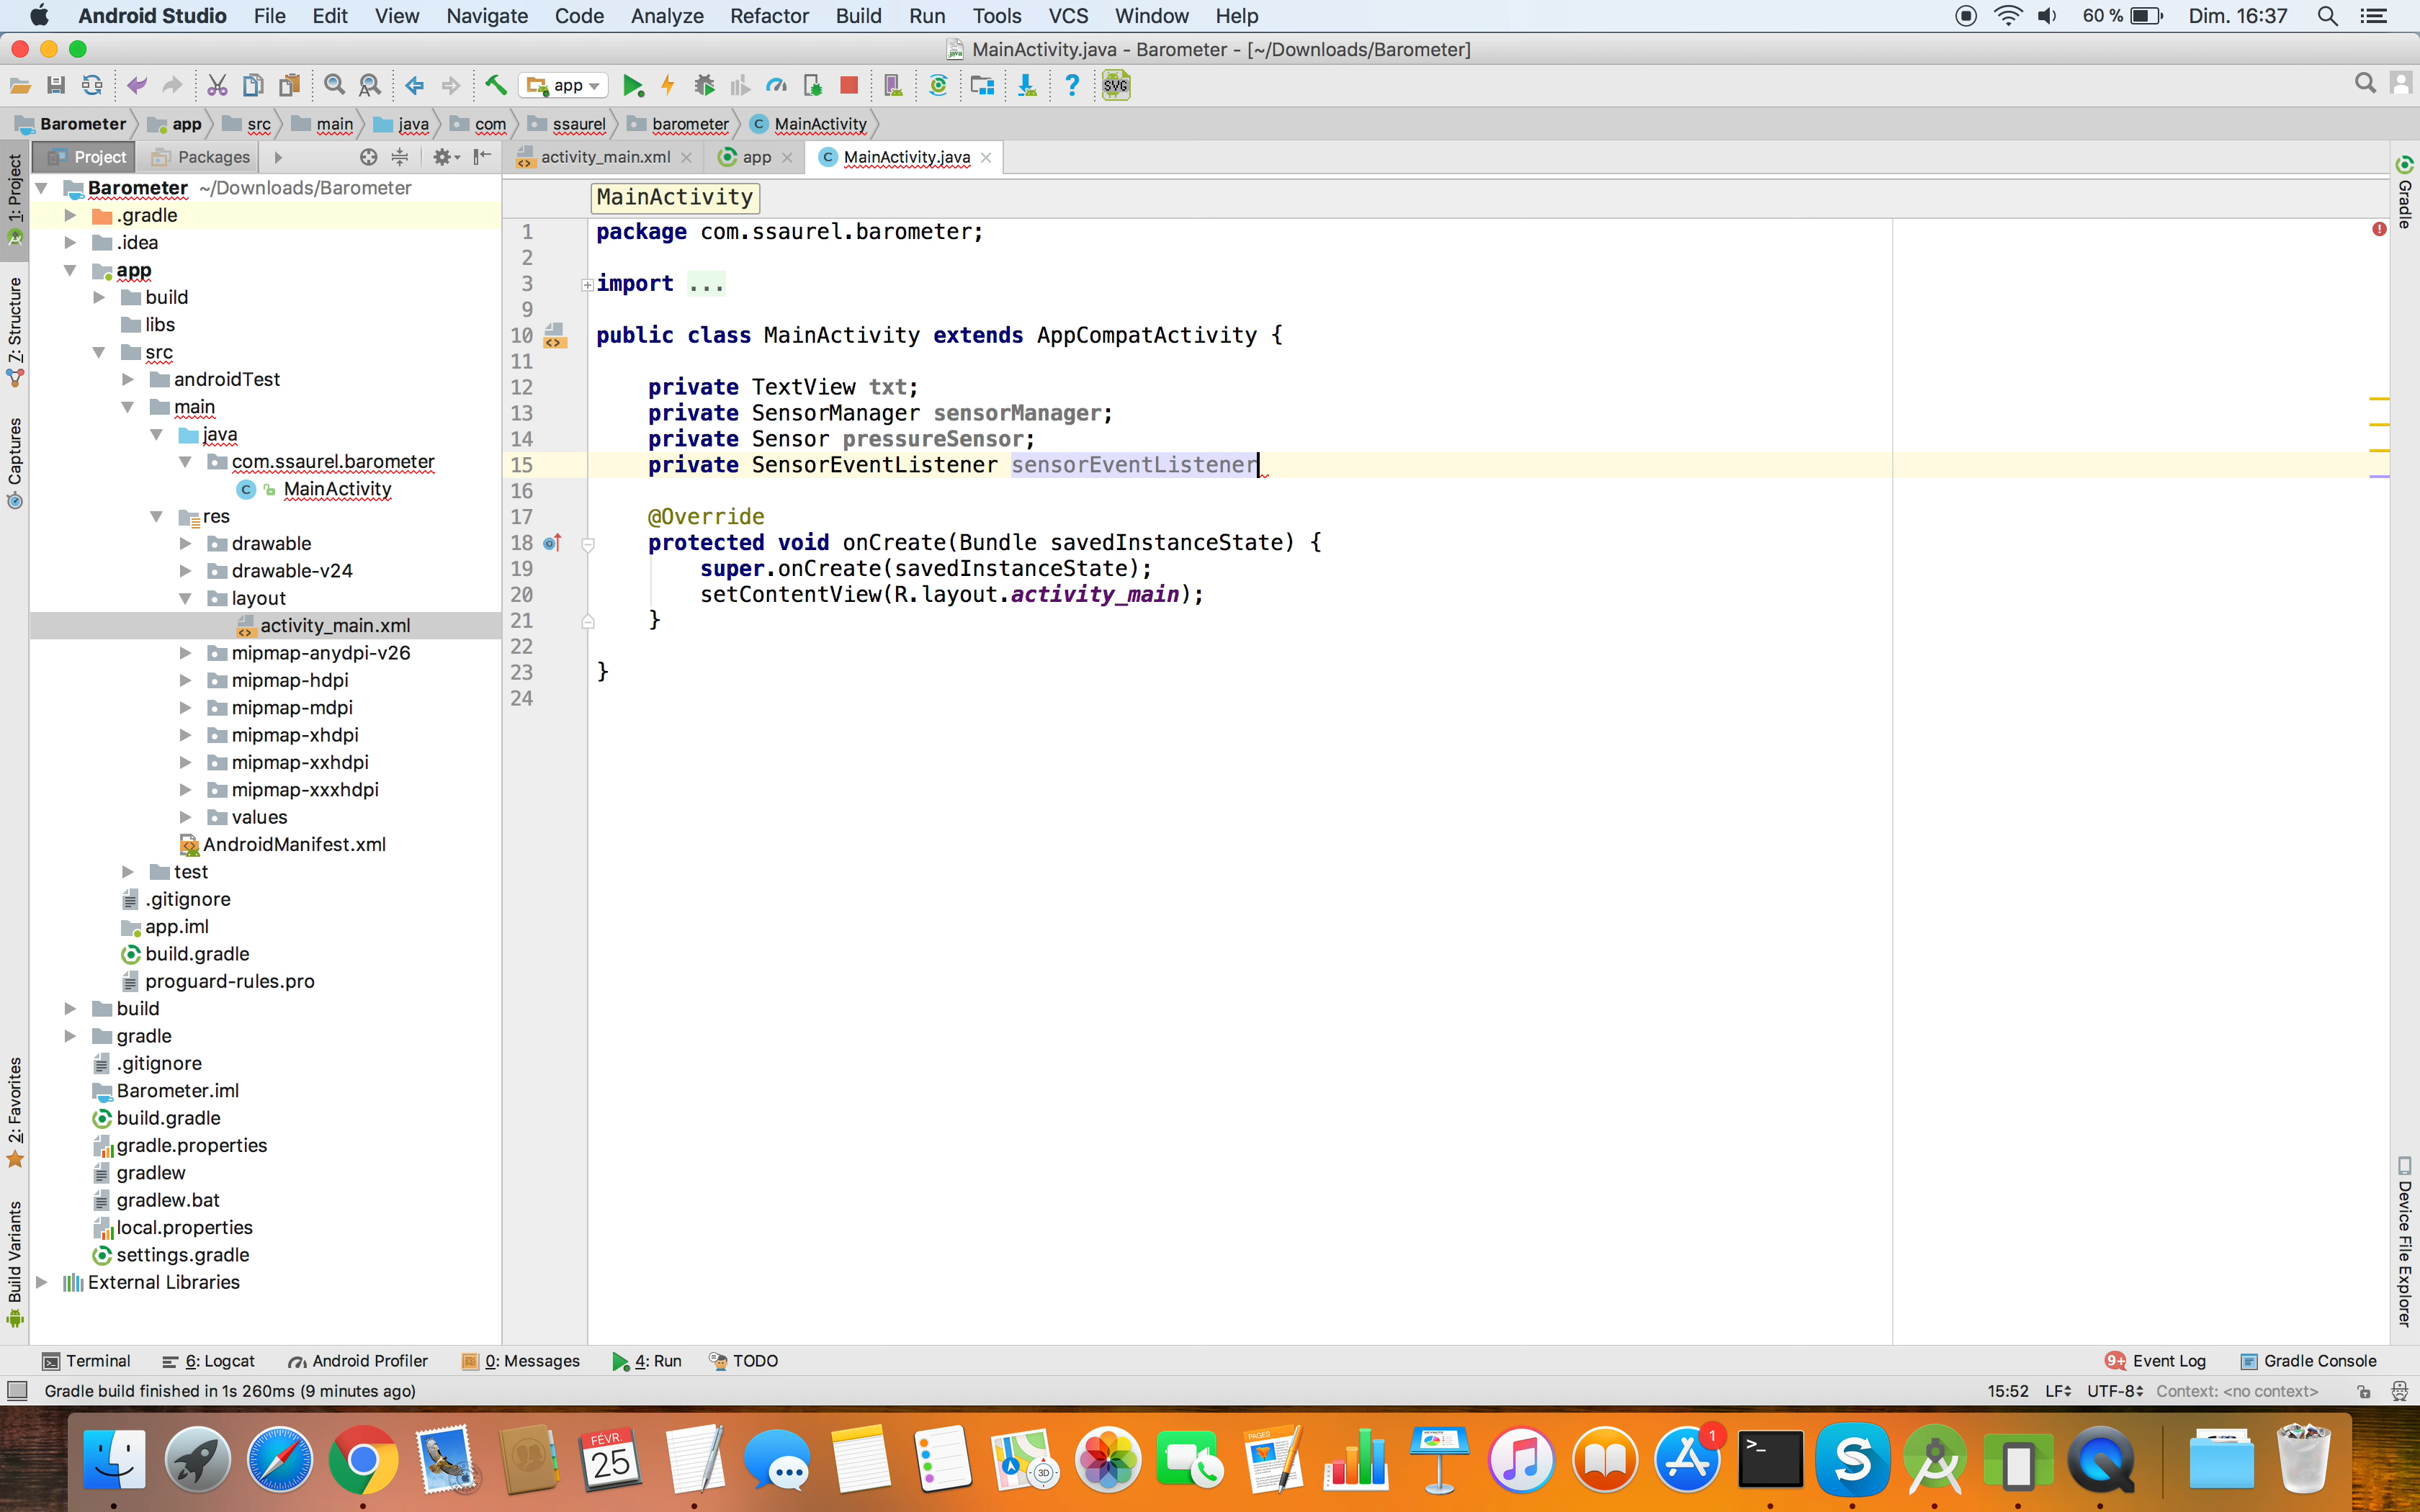 Android Studio File Edit View Navigate Code Analyze Refactor Build Run Tools VCS Window Help 60 % Dim. 16:37
MainActivity.java - Barometer - [~/Downloads/Barometer]
app SVG
Barometer app src main java com ssaurel barometer MainActivity
Project Packages activity_main.xml app MainActivity.java
MainActivity
1: Project
7: Structure
Captures
2: Favorites
Build Variants
Barometer ~/Downloads/Barometer
.gradle
.idea
app
build
libs
src
androidTest
main
java
com.ssaurel.barometer
MainActivity
res
drawable
drawable-v24
layout
activity_main.xml
mipmap-anydpi-v26
mipmap-hdpi
mipmap-mdpi
mipmap-xhdpi
mipmap-xxhdpi
mipmap-xxxhdpi
values
AndroidManifest.xml
test
.gitignore
app.iml
build.gradle
proguard-rules.pro
build
gradle
.gitignore
Barometer.iml
build.gradle
gradle.properties
gradlew
gradlew.bat
local.properties
settings.gradle
External Libraries
1 package com.ssaurel.barometer;
2
3 import ...
9
10 public class MainActivity extends AppCompatActivity {
11
12 private TextView txt;
13 private SensorManager sensorManager;
14 private Sensor pressureSensor;
15 private SensorEventListener sensorEventListener
16
17 @Override
18 protected void onCreate(Bundle savedInstanceState) {
19 super.onCreate(savedInstanceState);
20 setContentView(R.layout.activity_main);
21 }
22
23 }
24
Gradle
Device File Explorer
Terminal 6: Logcat Android Profiler 0: Messages 4: Run TODO 9+ Event Log Gradle Console
Gradle build finished in 1s 260ms (9 minutes ago) 15:52 LF UTF-8 Context: <no context>
FÉVR.
25
3D
PAGES
1
>_